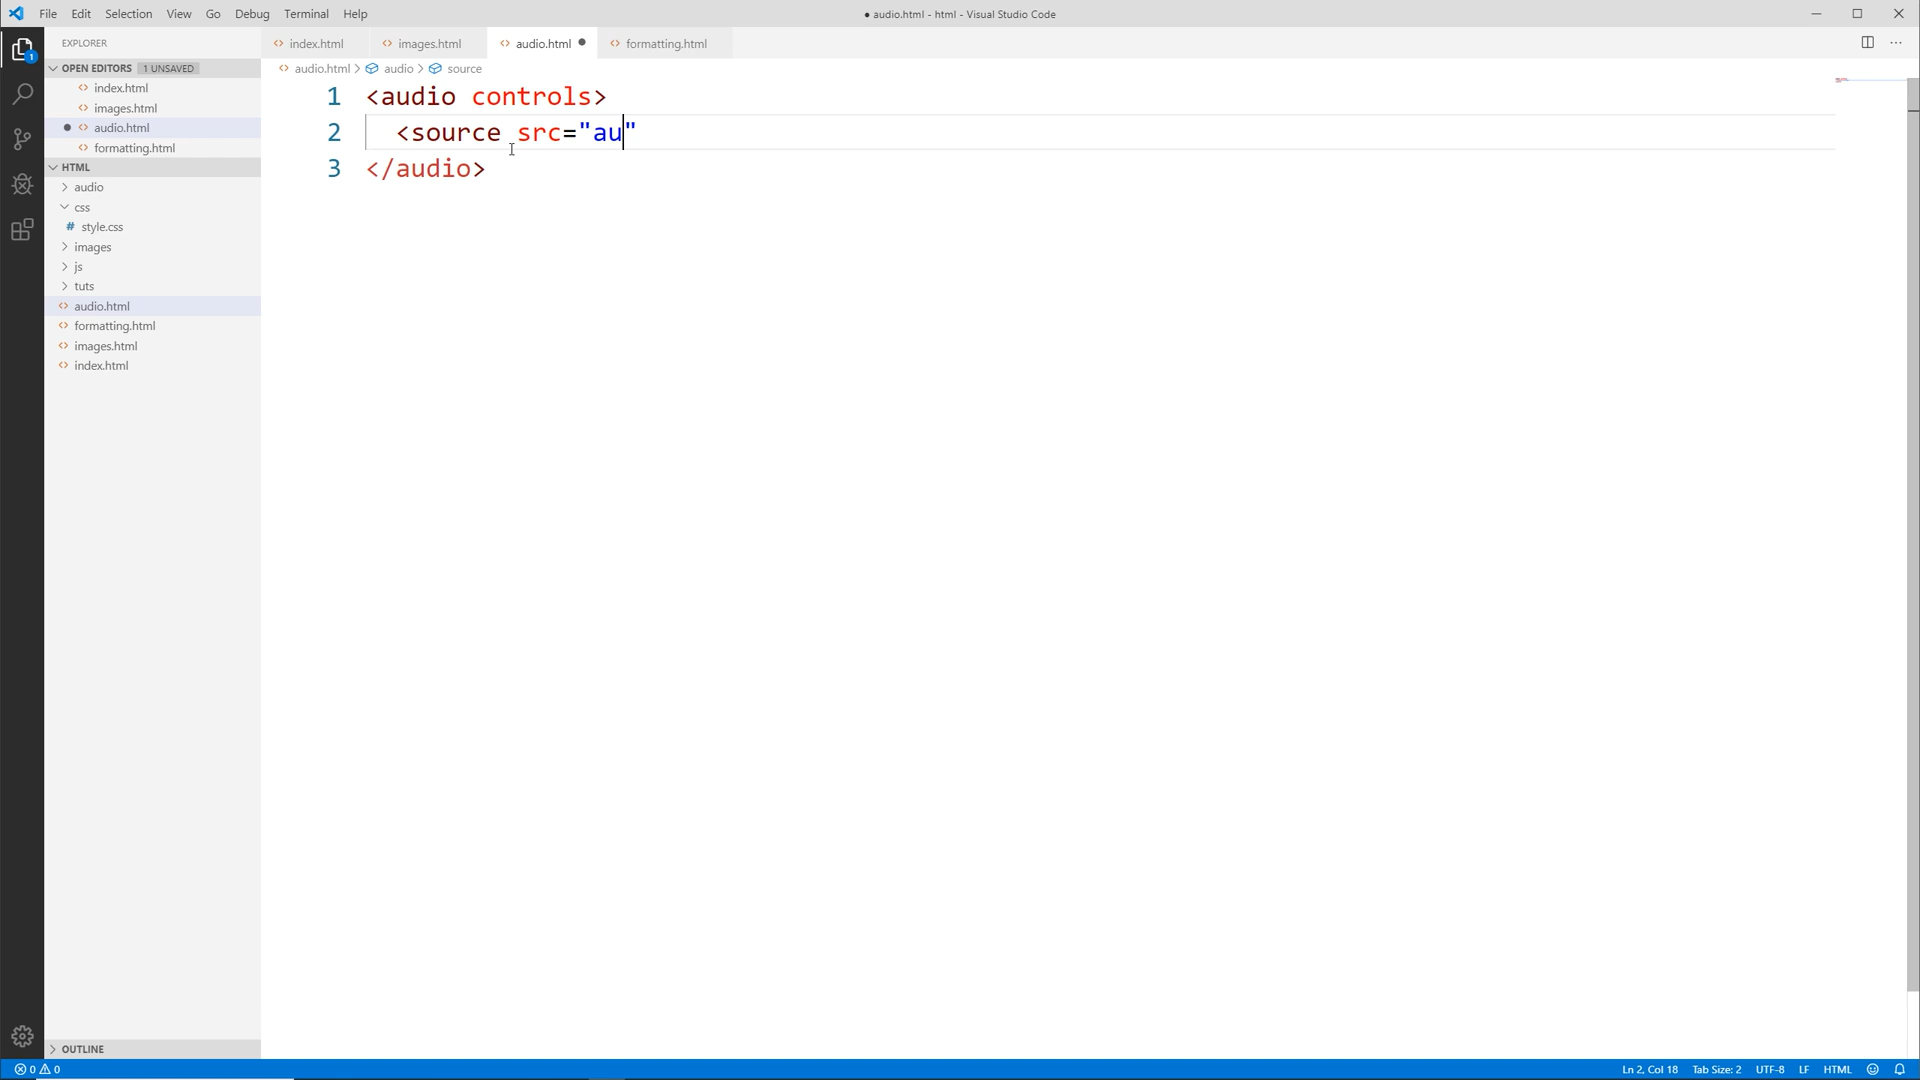 File Edit Selection View Go Debug Terminal Help
● audio.html - html - Visual Studio Code
EXPLORER
OPEN EDITORS 1 UNSAVED
index.html
images.html
audio.html
formatting.html
HTML
audio
css
# style.css
images
js
tuts
audio.html
formatting.html
images.html
index.html
OUTLINE
index.html images.html audio.html ● formatting.html
audio.html > audio > source
1 <audio controls>
2 <source src="au"
3 </audio>
1
0 0
Ln 2, Col 18 Tab Size: 2 UTF-8 LF HTML